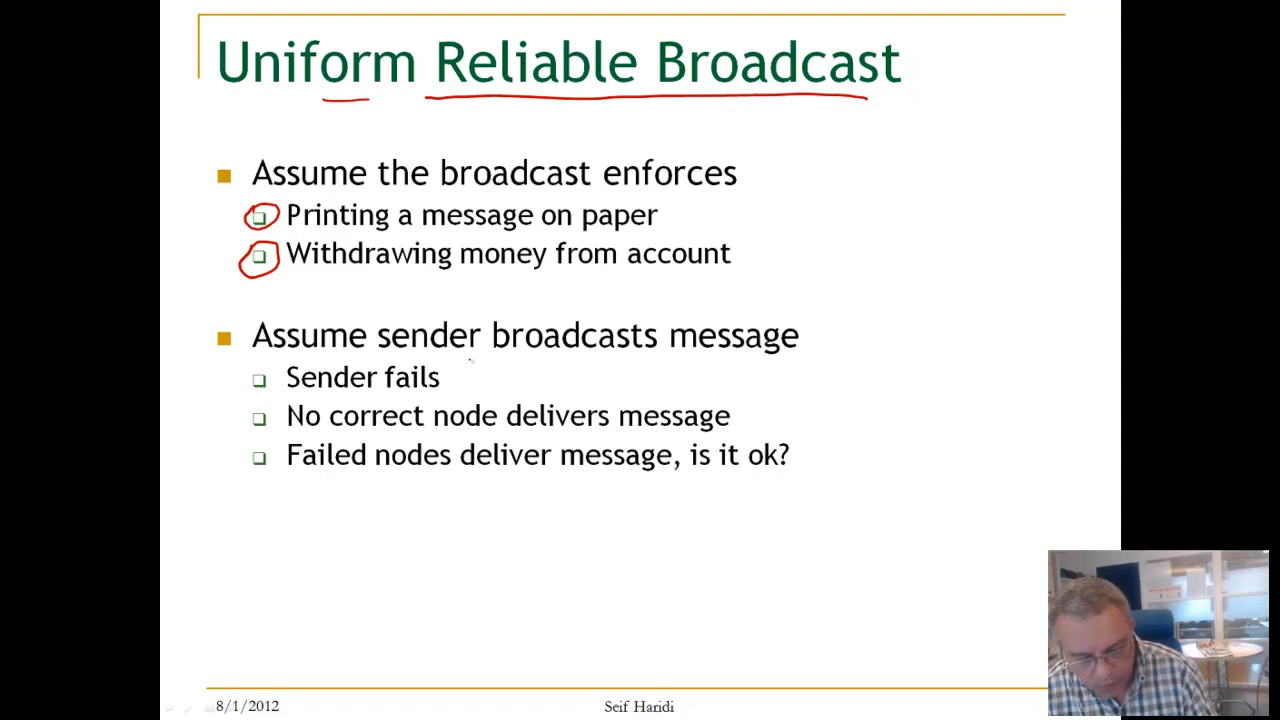 Uniform Reliable Broadcast
Assume the broadcast enforces
Printing a message on paper
Withdrawing money from account
Assume sender broadcasts message
Sender fails
No correct node delivers message
Failed nodes deliver message, is it ok?
8/1/2012
Seif Haridi